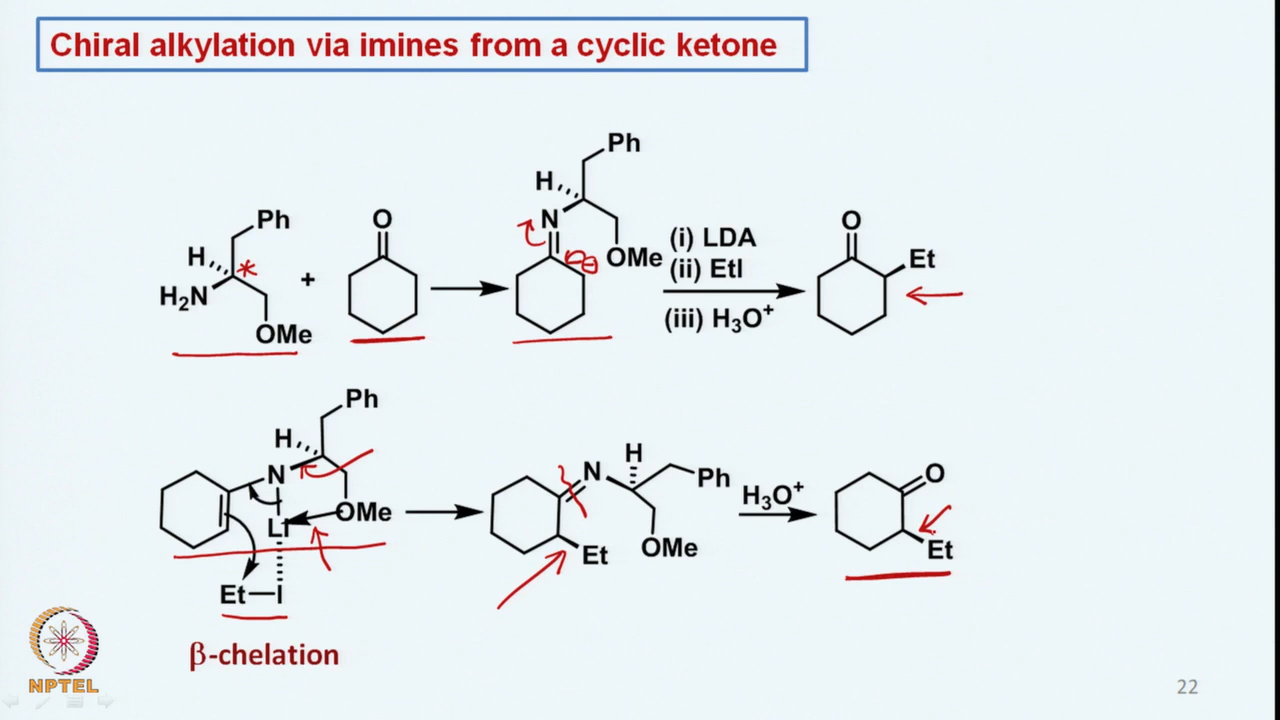 Chiral alkylation via imines from a cyclic ketone
Ph
H
*
H₂N
OMe
+
O
Ph
H
N
⊖
OMe
(i) LDA
(ii) EtI
(iii) H₃O⁺
O
Et
Ph
H
N
Li
OMe
Et—I
β-chelation
N
H
Ph
Et
OMe
H₃O⁺
O
Et
NPTEL
22